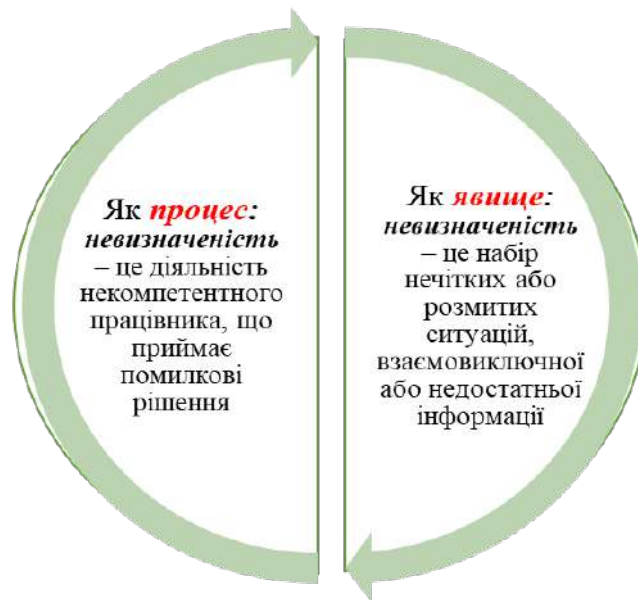 Як процес:
невизначеність
– це діяльність
некомпетентного
працівника, що
приймає
помилкові
рішення
Як явище:
невизначеність
– це набір
нечітких або
розмитих
ситуацій,
взаємовиключної
або недостатньої
інформації